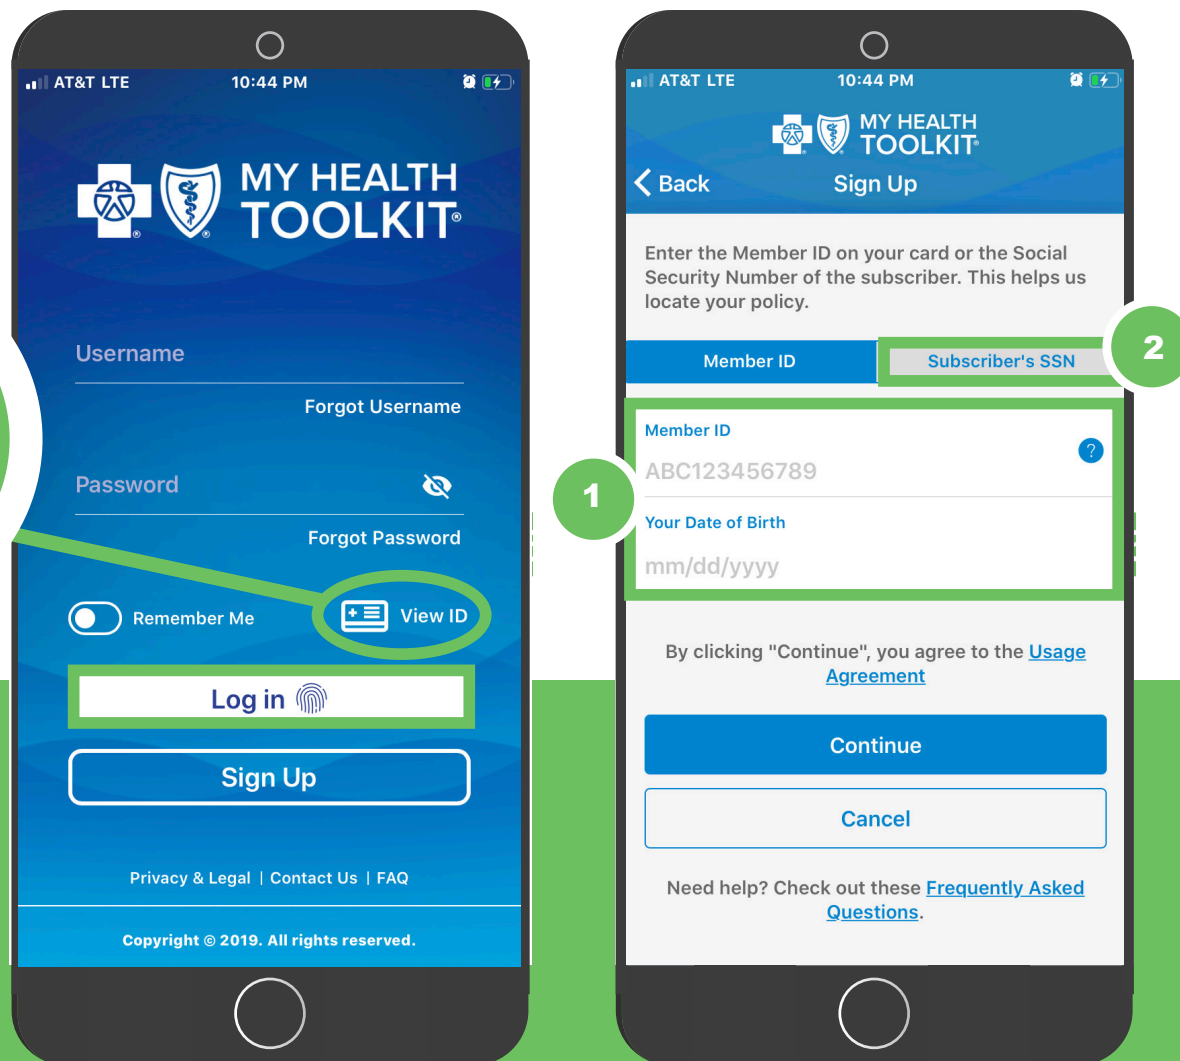 AT&T LTE
10:44 PM
MY HEALTH
TOOLKIT®
Username
Forgot Username
Password
Forgot Password
Remember Me
View ID
Log in
Sign Up
Privacy & Legal | Contact Us | FAQ
Copyright © 2019. All rights reserved.
AT&T LTE
10:44 PM
MY HEALTH
TOOLKIT®
Back
Sign Up
Enter the Member ID on your card or the Social
Security Number of the subscriber. This helps us
locate your policy.
Member ID
Subscriber's SSN
2
1
Member ID
?
ABC123456789
Your Date of Birth
mm/dd/yyyy
By clicking "Continue", you agree to the Usage
Agreement
Continue
Cancel
Need help? Check out these Frequently Asked
Questions.